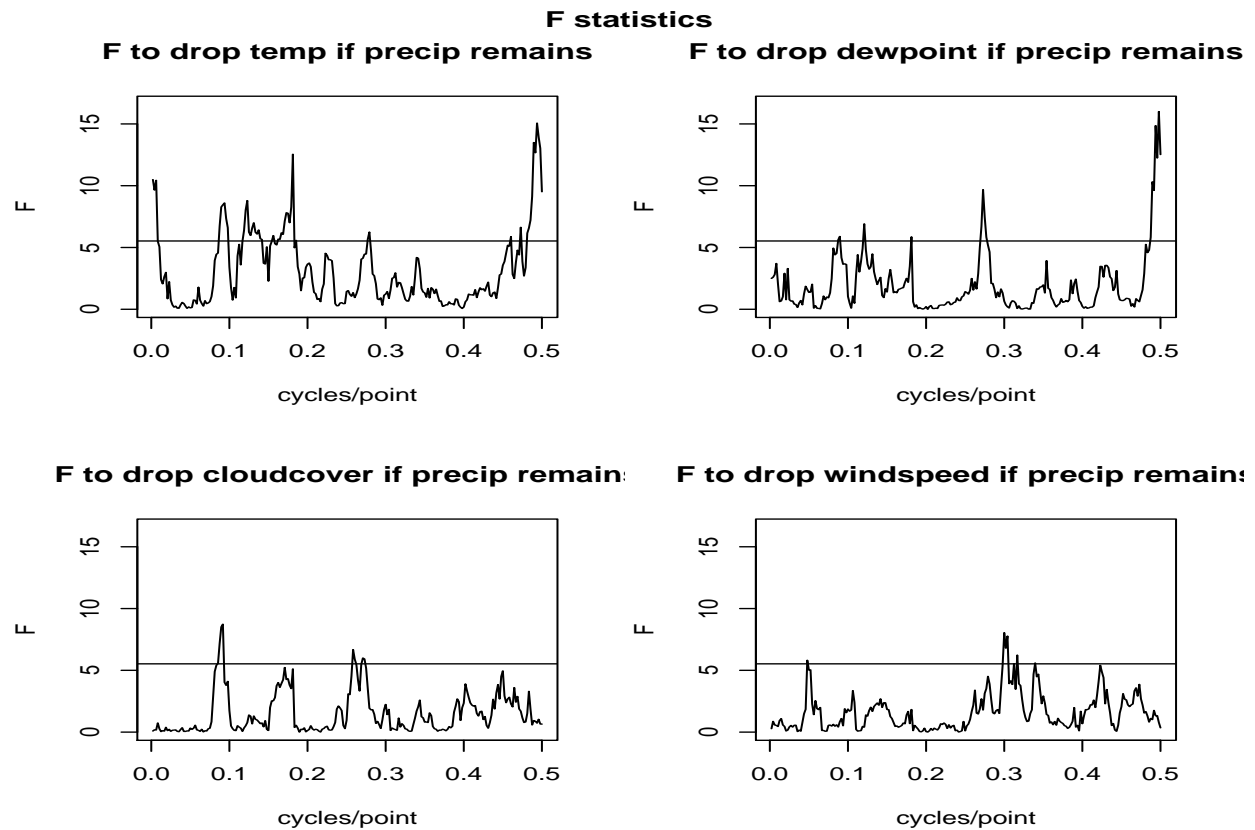 F statistics
F to drop temp if precip remains
F
15
10
5
0
0.0 0.1 0.2 0.3 0.4 0.5
cycles/point
F to drop dewpoint if precip remains
F
15
10
5
0
0.0 0.1 0.2 0.3 0.4 0.5
cycles/point
F to drop cloudcover if precip remains
F
15
10
5
0
0.0 0.1 0.2 0.3 0.4 0.5
cycles/point
F to drop windspeed if precip remains
F
15
10
5
0
0.0 0.1 0.2 0.3 0.4 0.5
cycles/point